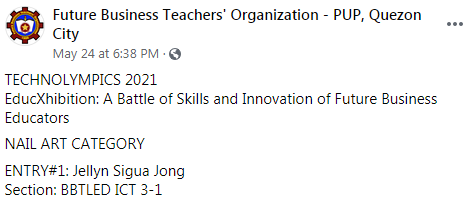 Future Business Teachers' Organization - PUP, Quezon
City
May 24 at 6:38 PM ·
TECHNOLYMPICS 2021
EducXhibition: A Battle of Skills and Innovation of Future Business
Educators
NAIL ART CATEGORY
ENTRY#1: Jellyn Sigua Jong
Section: BBTLED ICT 3-1